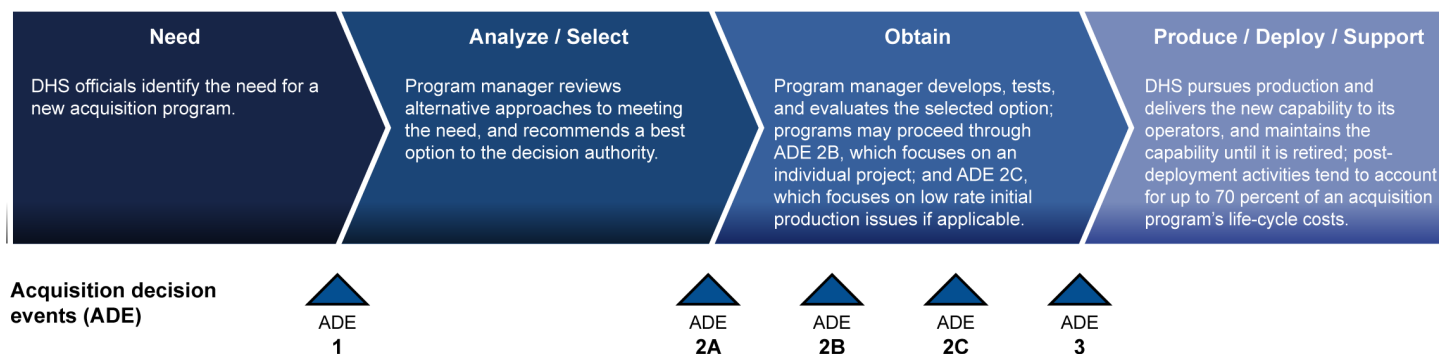 Need
DHS officials identify the need for a
new acquisition program.
Analyze / Select
Program manager reviews
alternative approaches to meeting
the need, and recommends a best
option to the decision authority.
Obtain
Program manager develops, tests,
and evaluates the selected option;
programs may proceed through
ADE 2B, which focuses on an
individual project; and ADE 2C,
which focuses on low rate initial
production issues if applicable.
Produce / Deploy / Support
DHS pursues production and
delivers the new capability to its
operators, and maintains the
capability until it is retired; post-
deployment activities tend to account
for up to 70 percent of an acquisition
program’s life-cycle costs.
Acquisition decision
events (ADE)
ADE
1
ADE
2A
ADE
2B
ADE
2C
ADE
3